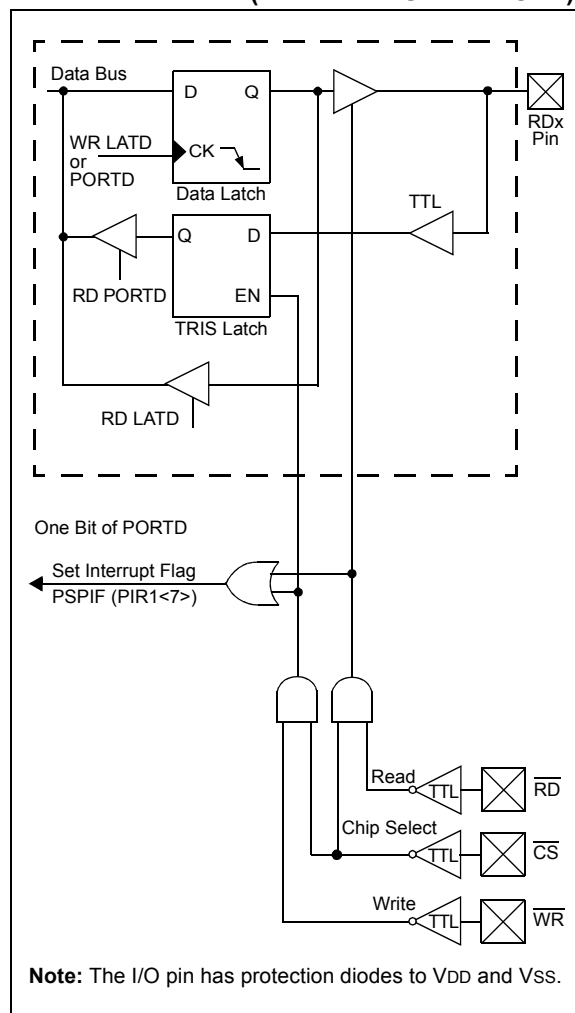 Data Bus
D Q
RDx
Pin
WR LATD
or
PORTD
CK
Data Latch
TTL
Q D
RD PORTD
EN
TRIS Latch
RD LATD
One Bit of PORTD
Set Interrupt Flag
PSPIF (PIR1<7>)
Read
TTL
RD
Chip Select
TTL
CS
Write
TTL
WR
Note: The I/O pin has protection diodes to VDD and VSS.